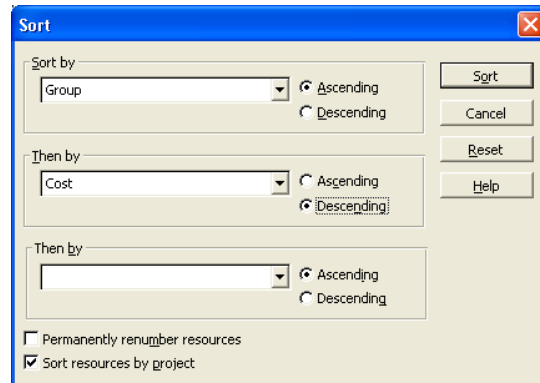 Sort
Sort by
Group
Ascending
Descending
Sort
Cancel
Reset
Help
Then by
Cost
Ascending
Descending
Then by
Ascending
Descending
Permanently renumber resources
Sort resources by project